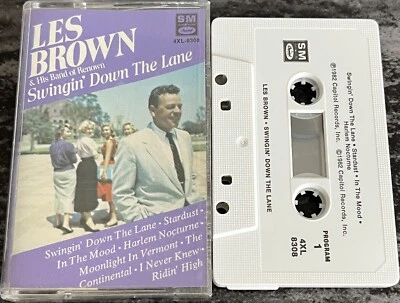 LES
BROWN
& His Band of Renown
Swingin' Down The Lane
SM
Capitol
4XL-8308
Swingin' Down The Lane • Stardust •
In The Mood • Harlem Nocturne •
Moonlight In Vermont • The
Continental • I Never Knew •
Ridin' High
SM
Capitol
LES BROWN • SWINGIN' DOWN THE LANE
Swingin' Down The Lane • Stardust • In The Mood •
Harlem Nocturne
℗1982 Capitol Records, Inc.
©1982 Capitol Records, Inc.
PROGRAM
1
4XL
8308